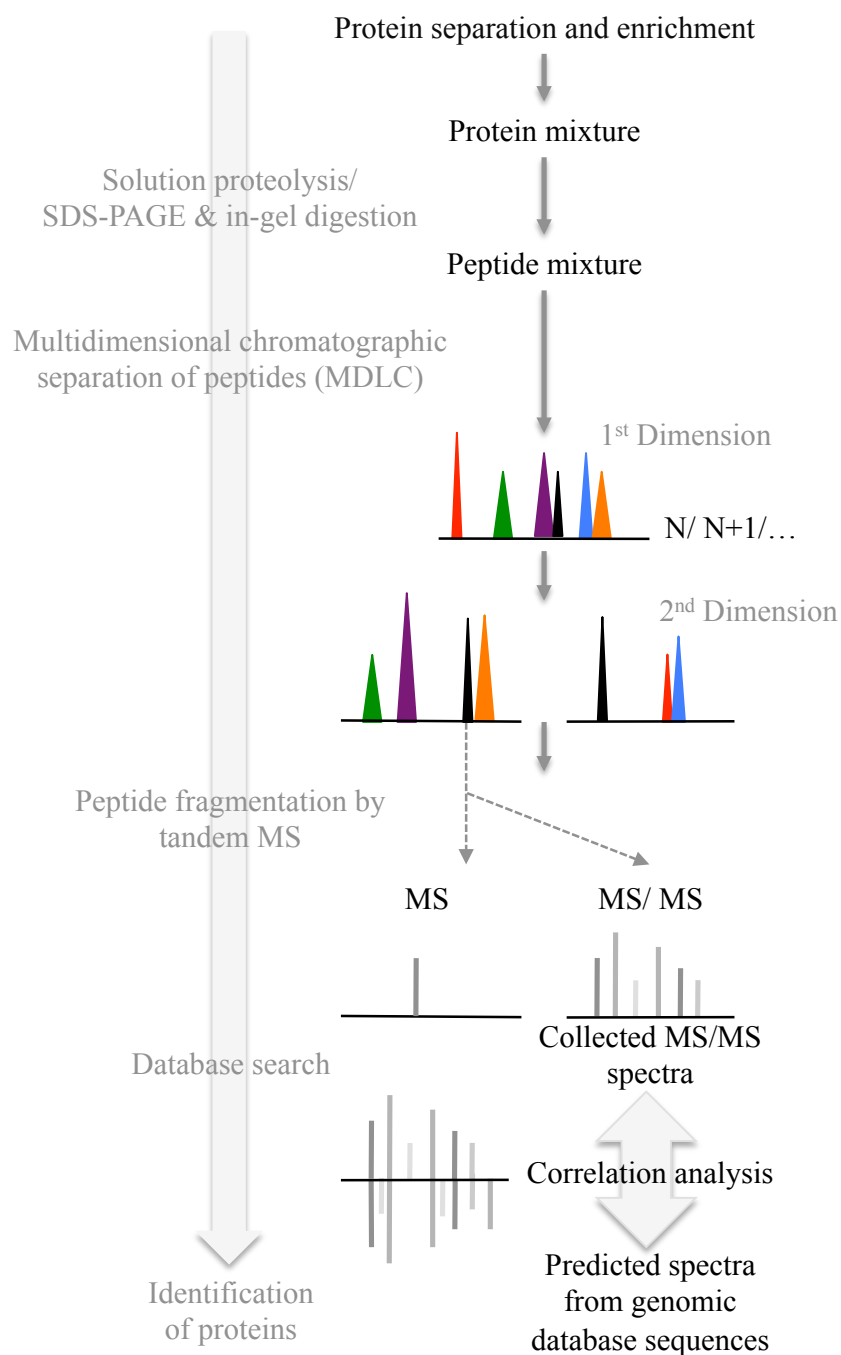 Protein separation and enrichment
Protein mixture
Solution proteolysis/
SDS-PAGE & in-gel digestion
Peptide mixture
Multidimensional chromatographic
separation of peptides (MDLC)
1st Dimension
N/ N+1/…
2nd Dimension
Peptide fragmentation by
tandem MS
MS
MS/ MS
Collected MS/MS
spectra
Database search
Correlation analysis
Predicted spectra
from genomic
database sequences
Identification
of proteins